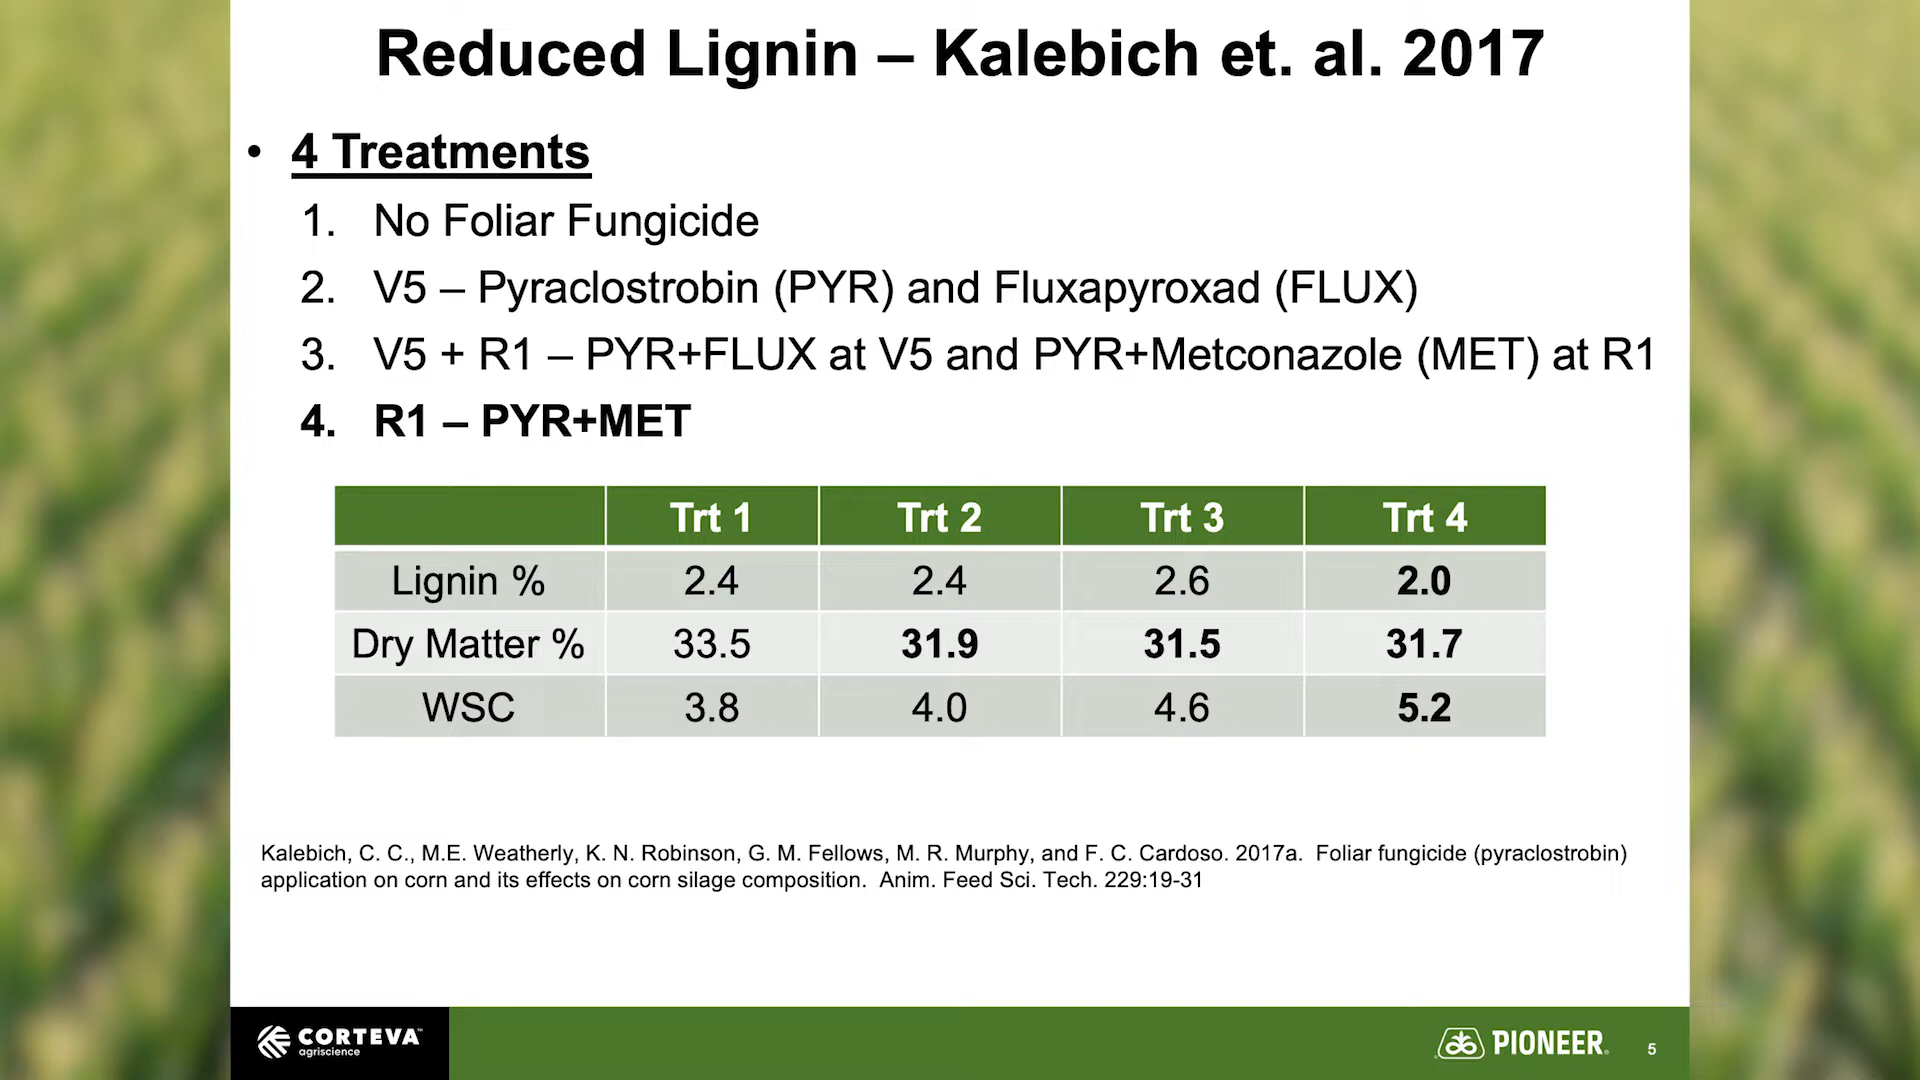 Reduced Lignin – Kalebich et. al. 2017
• 4 Treatments
1. No Foliar Fungicide
2. V5 – Pyraclostrobin (PYR) and Fluxapyroxad (FLUX)
3. V5 + R1 – PYR+FLUX at V5 and PYR+Metconazole (MET) at R1
4. R1 – PYR+MET
Trt 1 Trt 2 Trt 3 Trt 4
Lignin % 2.4 2.4 2.6 2.0
Dry Matter % 33.5 31.9 31.5 31.7
WSC 3.8 4.0 4.6 5.2
Kalebich, C. C., M.E. Weatherly, K. N. Robinson, G. M. Fellows, M. R. Murphy, and F. C. Cardoso. 2017a. Foliar fungicide (pyraclostrobin)
application on corn and its effects on corn silage composition. Anim. Feed Sci. Tech. 229:19-31
CORTEVA™
agriscience
PIONEER®
5